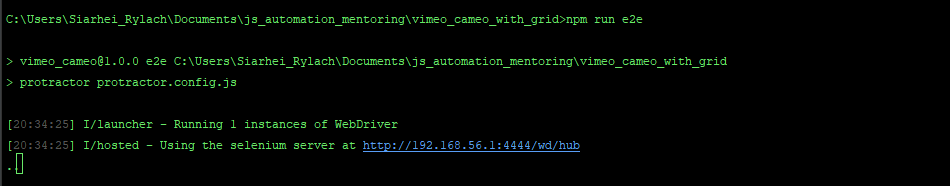 C:\Users\Siarhei_Rylach\Documents\js_automation_mentoring\vimeo_cameo_with_grid>npm run e2e
> vimeo_cameo@1.0.0 e2e C:\Users\Siarhei_Rylach\Documents\js_automation_mentoring\vimeo_cameo_with_grid
> protractor protractor.config.js
[20:34:25] I/launcher - Running 1 instances of WebDriver
[20:34:25] I/hosted - Using the selenium server at http://192.168.56.1:4444/wd/hub
..